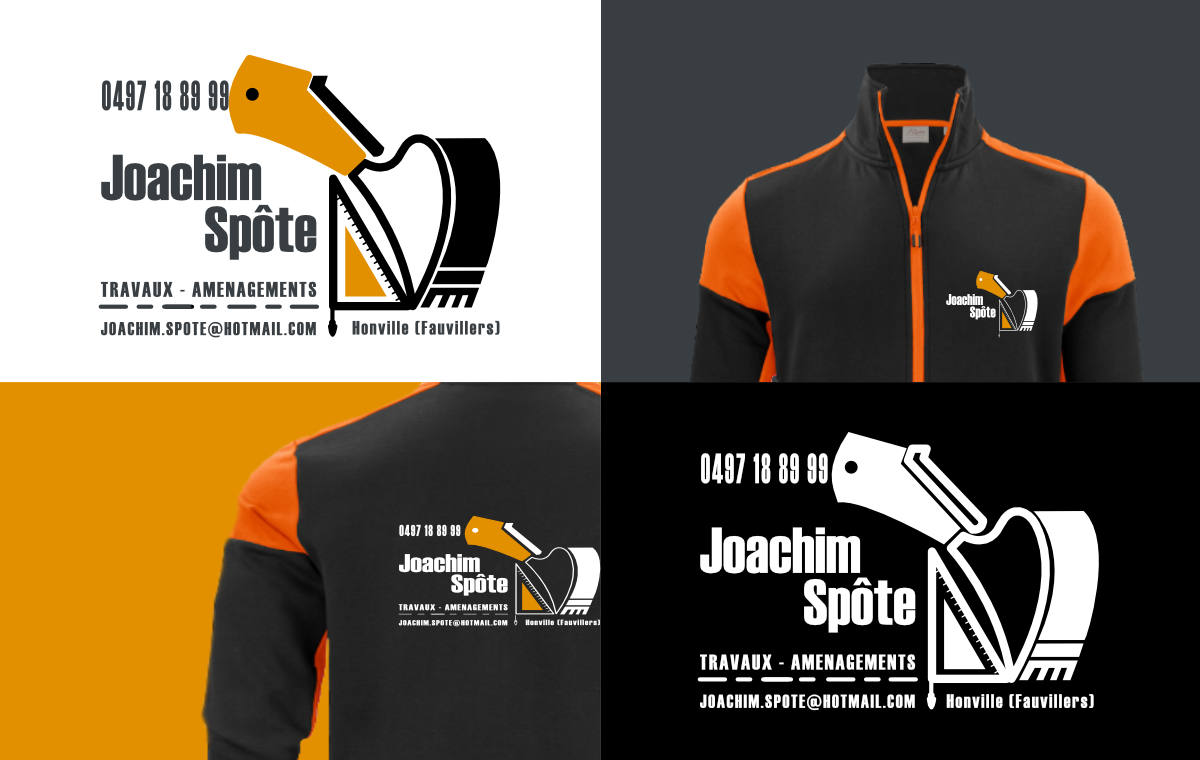 0497 18 89 99
Joachim
Spôte
TRAVAUX - AMENAGEMENTS
JOACHIM.SPOTE@HOTMAIL.COM
Honville (Fauvillers)
Joachim
Spôte
0497 18 89 99
Joachim
Spôte
TRAVAUX - AMENAGEMENTS
JOACHIM.SPOTE@HOTMAIL.COM
Honville (Fauvillers)
0497 18 89 99
Joachim
Spôte
TRAVAUX - AMENAGEMENTS
JOACHIM.SPOTE@HOTMAIL.COM
Honville (Fauvillers)